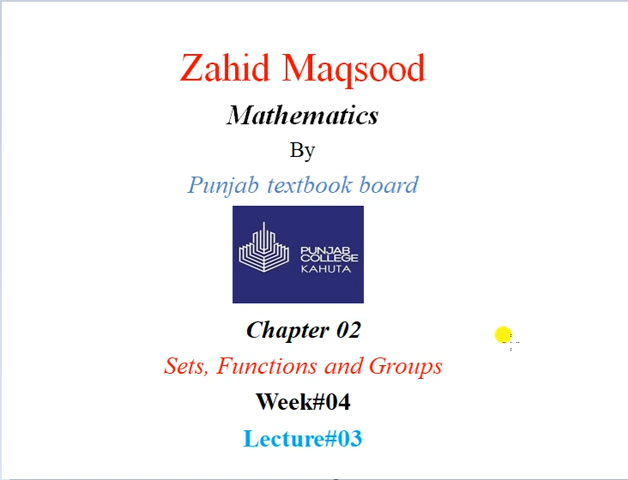 Zahid Maqsood
Mathematics
By
Punjab textbook board
PUNJAB
COLLEGE
KAHUTA
Chapter 02
Sets, Functions and Groups
Week#04
Lecture#03